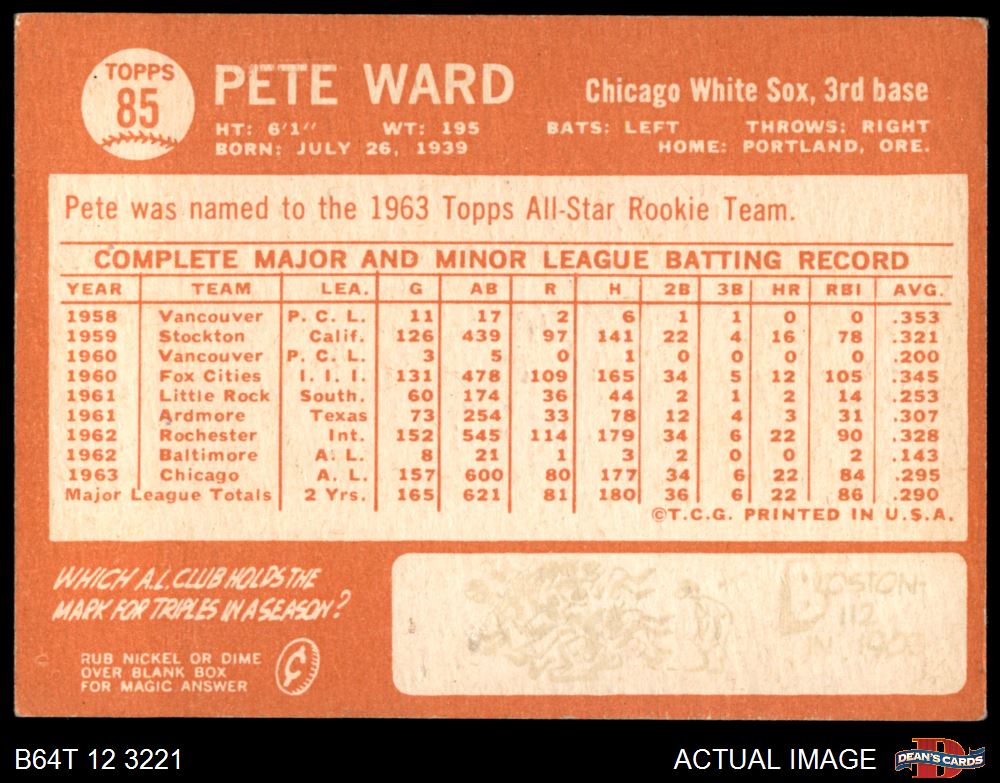 TOPPS
85
PETE WARD
Chicago White Sox, 3rd base
HT: 6'1" WT: 195 BATS: LEFT THROWS: RIGHT
BORN: JULY 26, 1939 HOME: PORTLAND, ORE.
Pete was named to the 1963 Topps All-Star Rookie Team.
COMPLETE MAJOR AND MINOR LEAGUE BATTING RECORD
YEAR TEAM LEA. G AB R H 2B 3B HR RBI AVG.
1958 Vancouver P. C. L. 11 17 2 6 1 1 0 0 .353
1959 Stockton Calif. 126 439 97 141 22 4 16 78 .321
1960 Vancouver P. C. L. 3 5 0 1 0 0 0 0 .200
1960 Fox Cities I. I. I. 131 478 109 165 34 5 12 105 .345
1961 Little Rock South. 60 174 36 44 2 1 2 14 .253
1961 Ardmore Texas 73 254 33 78 12 4 3 31 .307
1962 Rochester Int. 152 545 114 179 34 6 22 90 .328
1962 Baltimore A. L. 8 21 1 3 2 0 0 2 .143
1963 Chicago A. L. 157 600 80 177 34 6 22 84 .295
Major League Totals 2 Yrs. 165 621 81 180 36 6 22 86 .290
©T.C.G. PRINTED IN U.S.A.
WHICH A.L. CLUB HOLDS THE
MARK FOR TRIPLES IN A SEASON?
RUB NICKEL OR DIME
OVER BLANK BOX
FOR MAGIC ANSWER
BOSTON-
112
IN
B64T 12 3221
ACTUAL IMAGE
DEAN'S CARDS